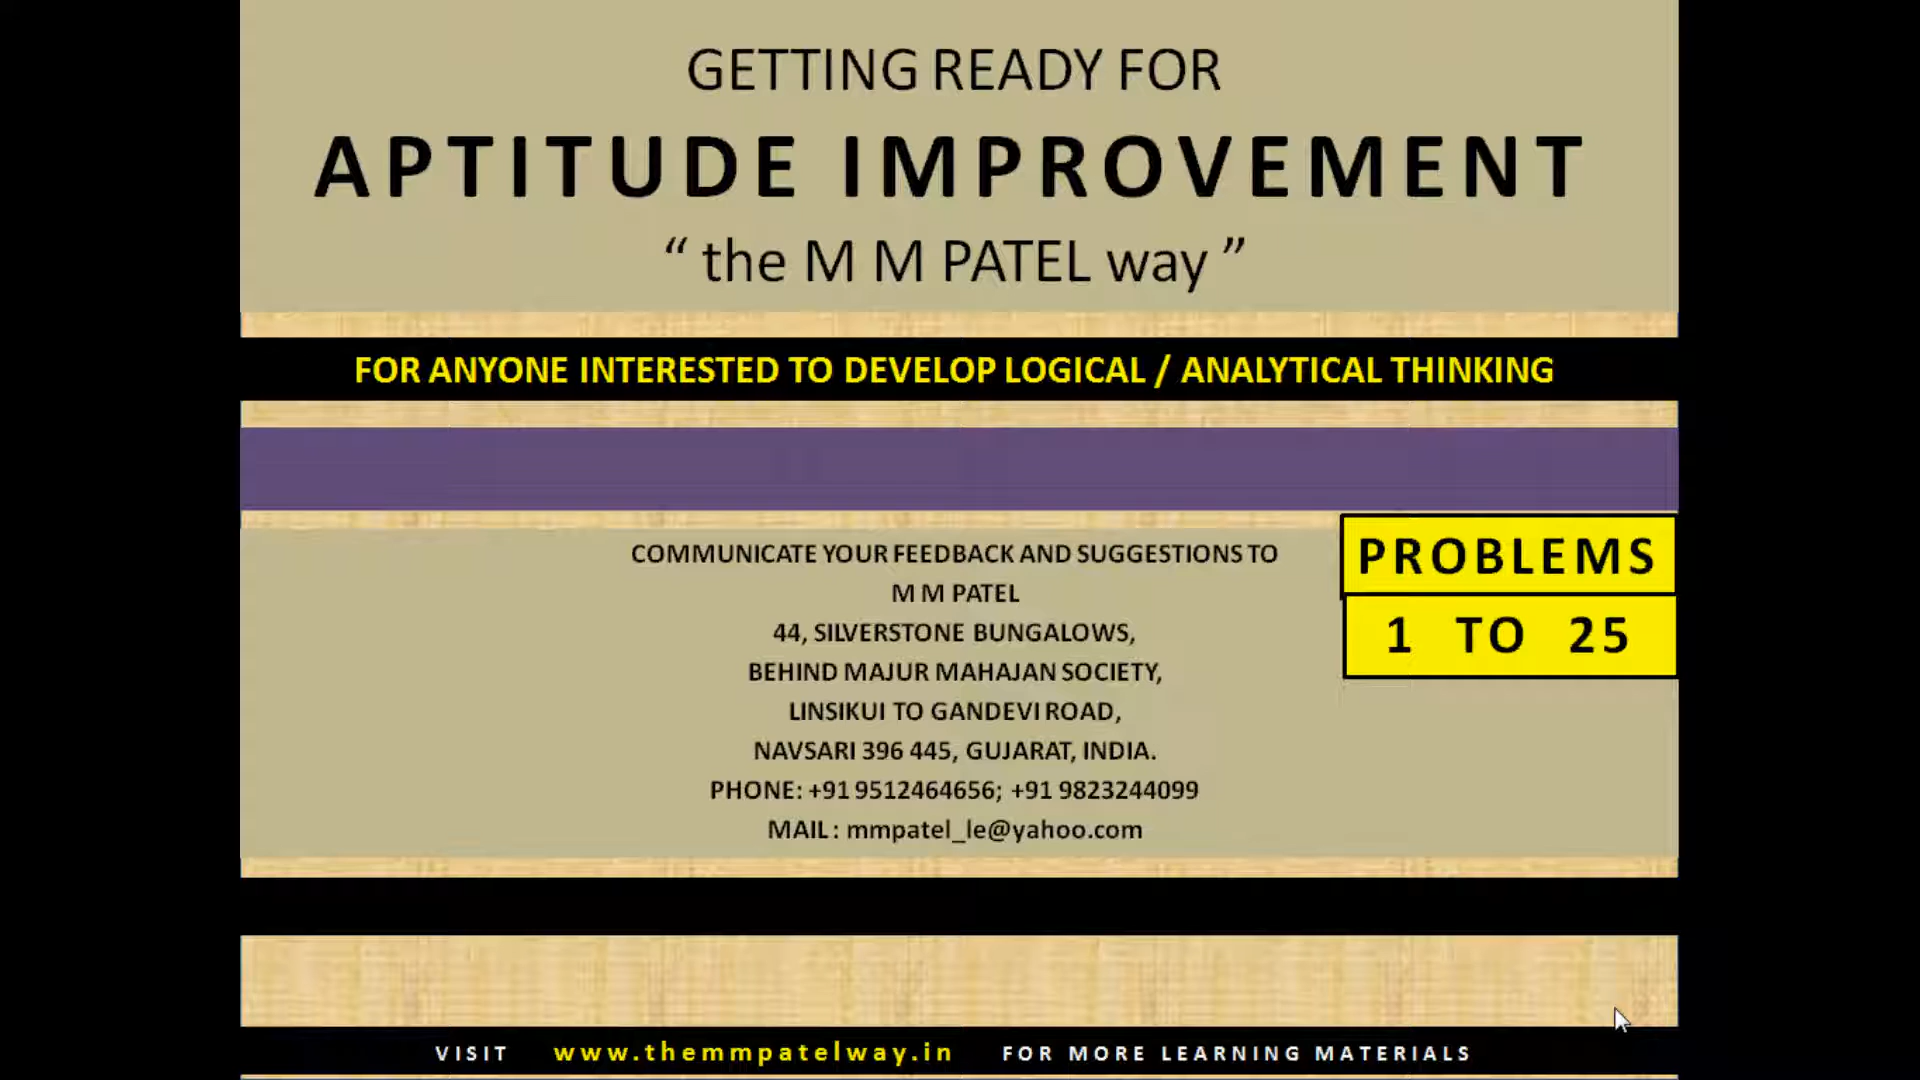 GETTING READY FOR
APTITUDE IMPROVEMENT
“ the M M PATEL way ”
FOR ANYONE INTERESTED TO DEVELOP LOGICAL / ANALYTICAL THINKING
COMMUNICATE YOUR FEEDBACK AND SUGGESTIONS TO
M M PATEL
44, SILVERSTONE BUNGALOWS,
BEHIND MAJUR MAHAJAN SOCIETY,
LINSIKUI TO GANDEVI ROAD,
NAVSARI 396 445, GUJARAT, INDIA.
PHONE: +91 9512464656; +91 9823244099
MAIL : mmpatel_le@yahoo.com
PROBLEMS
1 TO 25
VISIT www.themmpatelway.in FOR MORE LEARNING MATERIALS